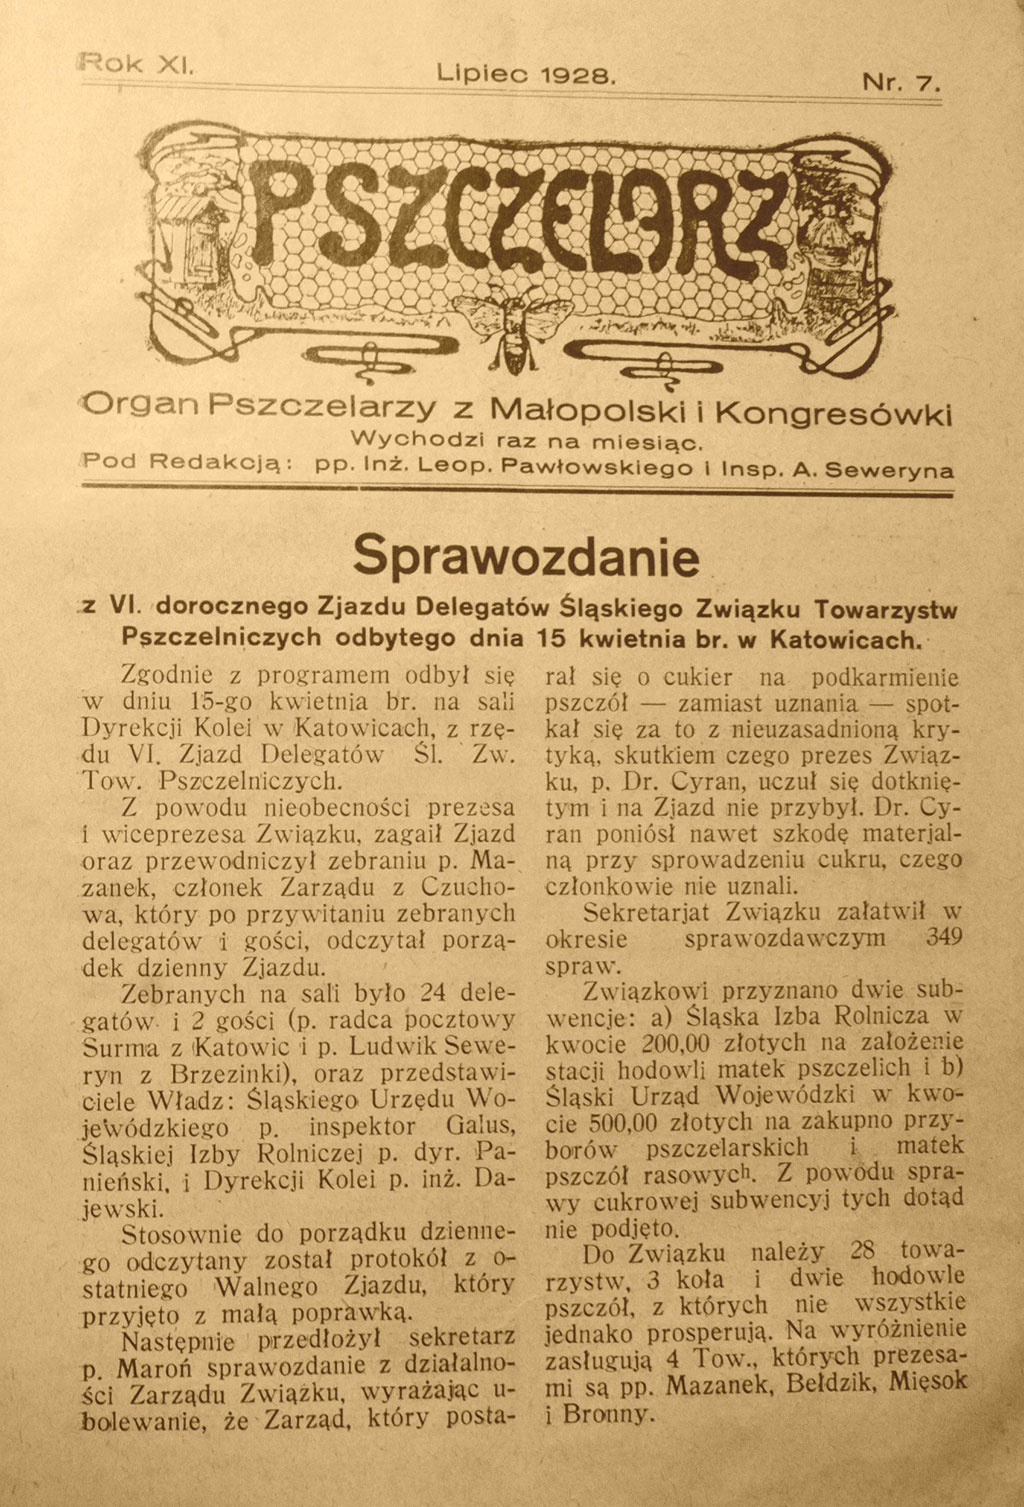 Rok XI.
Lipiec 1928.
Nr. 7.
PSZCZELARZ
Organ Pszczelarzy z Małopolski i Kongresówki
Wychodzi raz na miesiąc.
Pod Redakcją: pp. Inż. Leop. Pawłowskiego i Insp. A. Seweryna
Sprawozdanie
z VI. dorocznego Zjazdu Delegatów Śląskiego Związku Towarzystw
Pszczelniczych odbytego dnia 15 kwietnia br. w Katowicach.
Zgodnie z programem odbył się
w dniu 15-go kwietnia br. na sali
Dyrekcji Kolei w Katowicach, z rzę-
du VI. Zjazd Delegatów Śl. Zw.
Tow. Pszczelniczych.
Z powodu nieobecności prezesa
i wiceprezesa Związku, zagaił Zjazd
oraz przewodniczył zebraniu p. Ma-
zanek, członek Zarządu z Czucho-
wa, który po przywitaniu zebranych
delegatów i gości, odczytał porzą-
dek dzienny Zjazdu.
Zebranych na sali było 24 dele-
gatów i 2 gości (p. radca pocztowy
Surma z Katowic i p. Ludwik Sewe-
ryn z Brzezinki), oraz przedstawi-
ciele Władz: Śląskiego Urzędu Wo-
jewódzkiego p. inspektor Galus,
Śląskiej Izby Rolniczej p. dyr. Pa-
nieński, i Dyrekcji Kolei p. inż. Da-
jewski.
Stosownie do porządku dzienne-
go odczytany został protokół z o-
statniego Walnego Zjazdu, który
przyjęto z małą poprawką.
Następnie przedłożył sekretarz
p. Maroń sprawozdanie z działalno-
ści Zarządu Związku, wyrażając u-
bolewanie, że Zarząd, który posta-
rał się o cukier na podkarmienie
pszczół — zamiast uznania — spot-
kał się za to z nieuzasadnioną kry-
tyką, skutkiem czego prezes Związ-
ku, p. Dr. Cyran, uczuł się dotknię-
tym i na Zjazd nie przybył. Dr. Cy-
ran poniósł nawet szkodę materjal-
ną przy sprowadzeniu cukru, czego
członkowie nie uznali.
Sekretarjat Związku załatwił w
okresie sprawozdawczym 349
spraw.
Związkowi przyznano dwie sub-
wencje: a) Śląska Izba Rolnicza w
kwocie 200,00 złotych na założenie
stacji hodowli matek pszczelich i b)
Śląski Urząd Wojewódzki w kwo-
cie 500,00 złotych na zakupno przy-
borów pszczelarskich i matek
pszczół rasowych. Z powodu spra-
wy cukrowej subwencyj tych dotąd
nie podjęto.
Do Związku należy 28 towa-
rzystw, 3 koła i dwie hodowle
pszczół, z których nie wszystkie
jednako prosperują. Na wyróżnienie
zasługują 4 Tow., których prezesa-
mi są pp. Mazanek, Bełdzik, Mięsok
i Bronny.